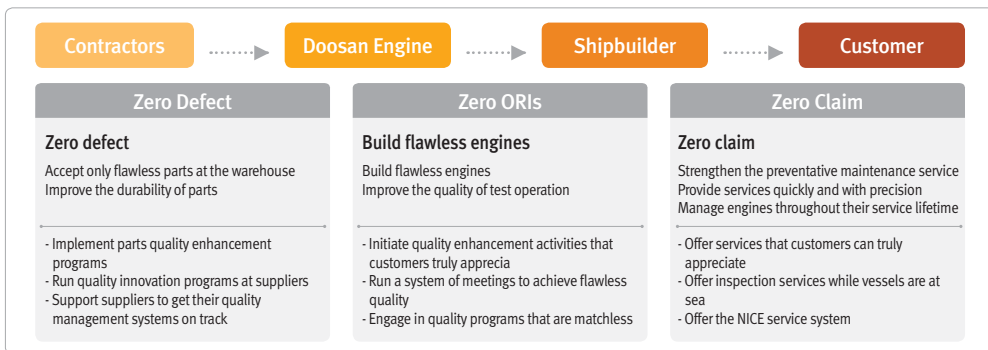 Contractors
Doosan Engine
Shipbuilder
Customer
Zero Defect
Zero defect
Accept only flawless parts at the warehouse
Improve the durability of parts
- Implement parts quality enhancement
programs
- Run quality innovation programs at suppliers
- Support suppliers to get their quality
management systems on track
Zero ORIs
Build flawless engines
Build flawless engines
Improve the quality of test operation
- Initiate quality enhancement activities that
customers truly apprecia
- Run a system of meetings to achieve flawless
quality
- Engage in quality programs that are matchless
Zero Claim
Zero claim
Strengthen the preventative maintenance service
Provide services quickly and with precision
Manage engines throughout their service lifetime
- Offer services that customers can truly
appreciate
- Offer inspection services while vessels are at
sea
- Offer the NICE service system